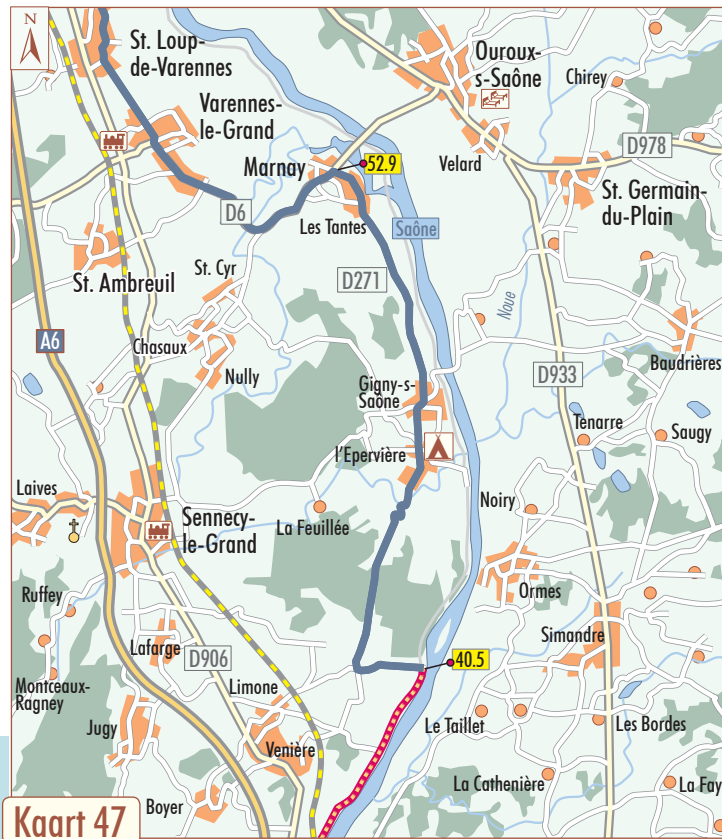 N
St. Loup-
de-Varennes
Ouroux-
s-Saône
Chirey
Varennes-
le-Grand
D978
Marnay
52.9
Velard
St. Germain-
du-Plain
D6
Les Tantes
Saône
St. Ambreuil
St. Cyr
D271
Noue
A6
Chasaux
Baudrières
Nully
D933
Gigny-s-
Saône
Tenarre
Saugy
l'Epervière
Laives
Noiry
Sennecy-
le-Grand
La Feuillée
Ormes
Ruffey
Simandre
Lafarge
D906
40.5
Montceaux-
Ragney
Limone
Jugy
Le Taillet
Les Bordes
Venière
La Cathenière
La Fay
Boyer
Kaart 47